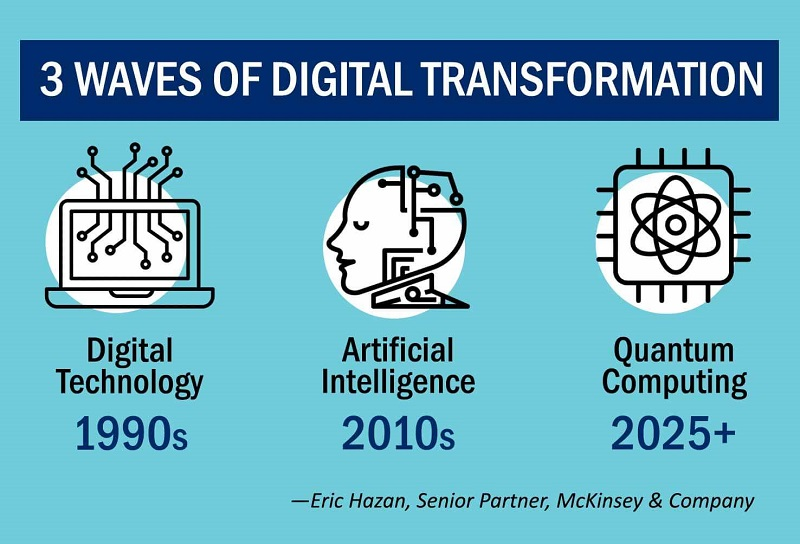 3 WAVES OF DIGITAL TRANSFORMATION
Digital
Technology
1990s
Artificial
Intelligence
2010s
Quantum
Computing
2025+
—Eric Hazan, Senior Partner, McKinsey & Company